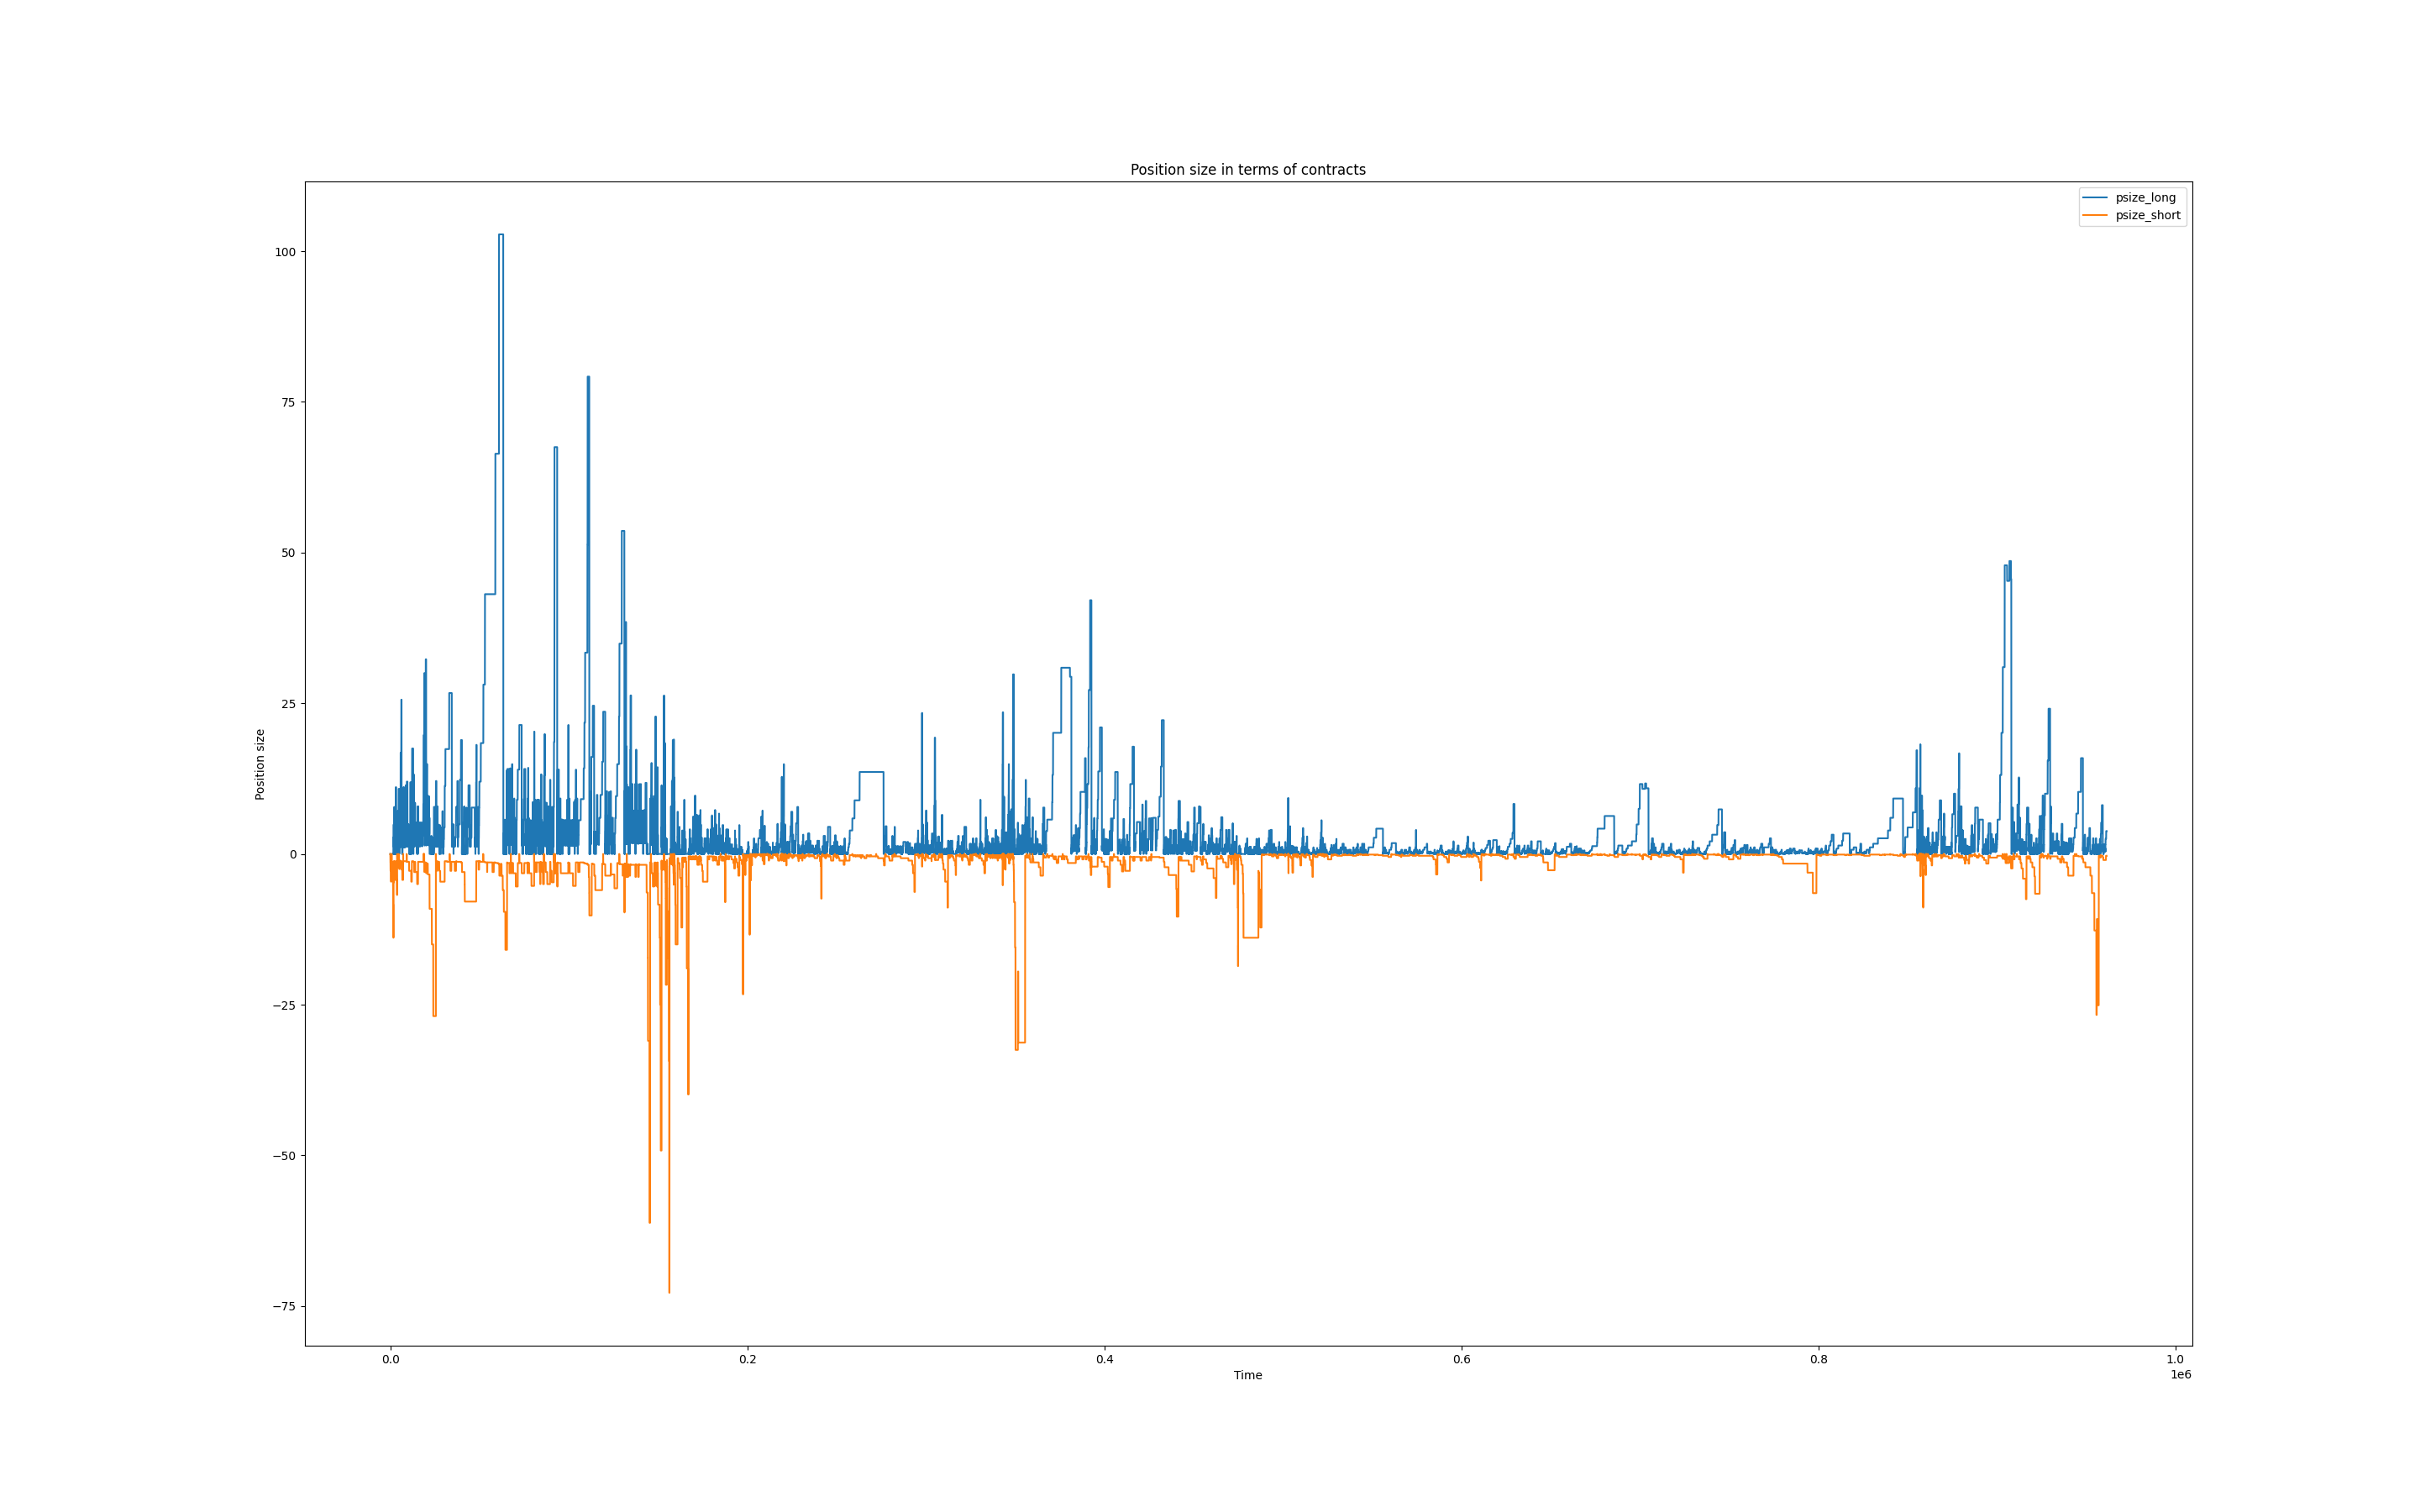 Position size in terms of contracts
psize_long
psize_short
100
75
50
25
0
−25
−50
−75
Position size
0.0
0.2
0.4
0.6
0.8
1.0
Time
1e6